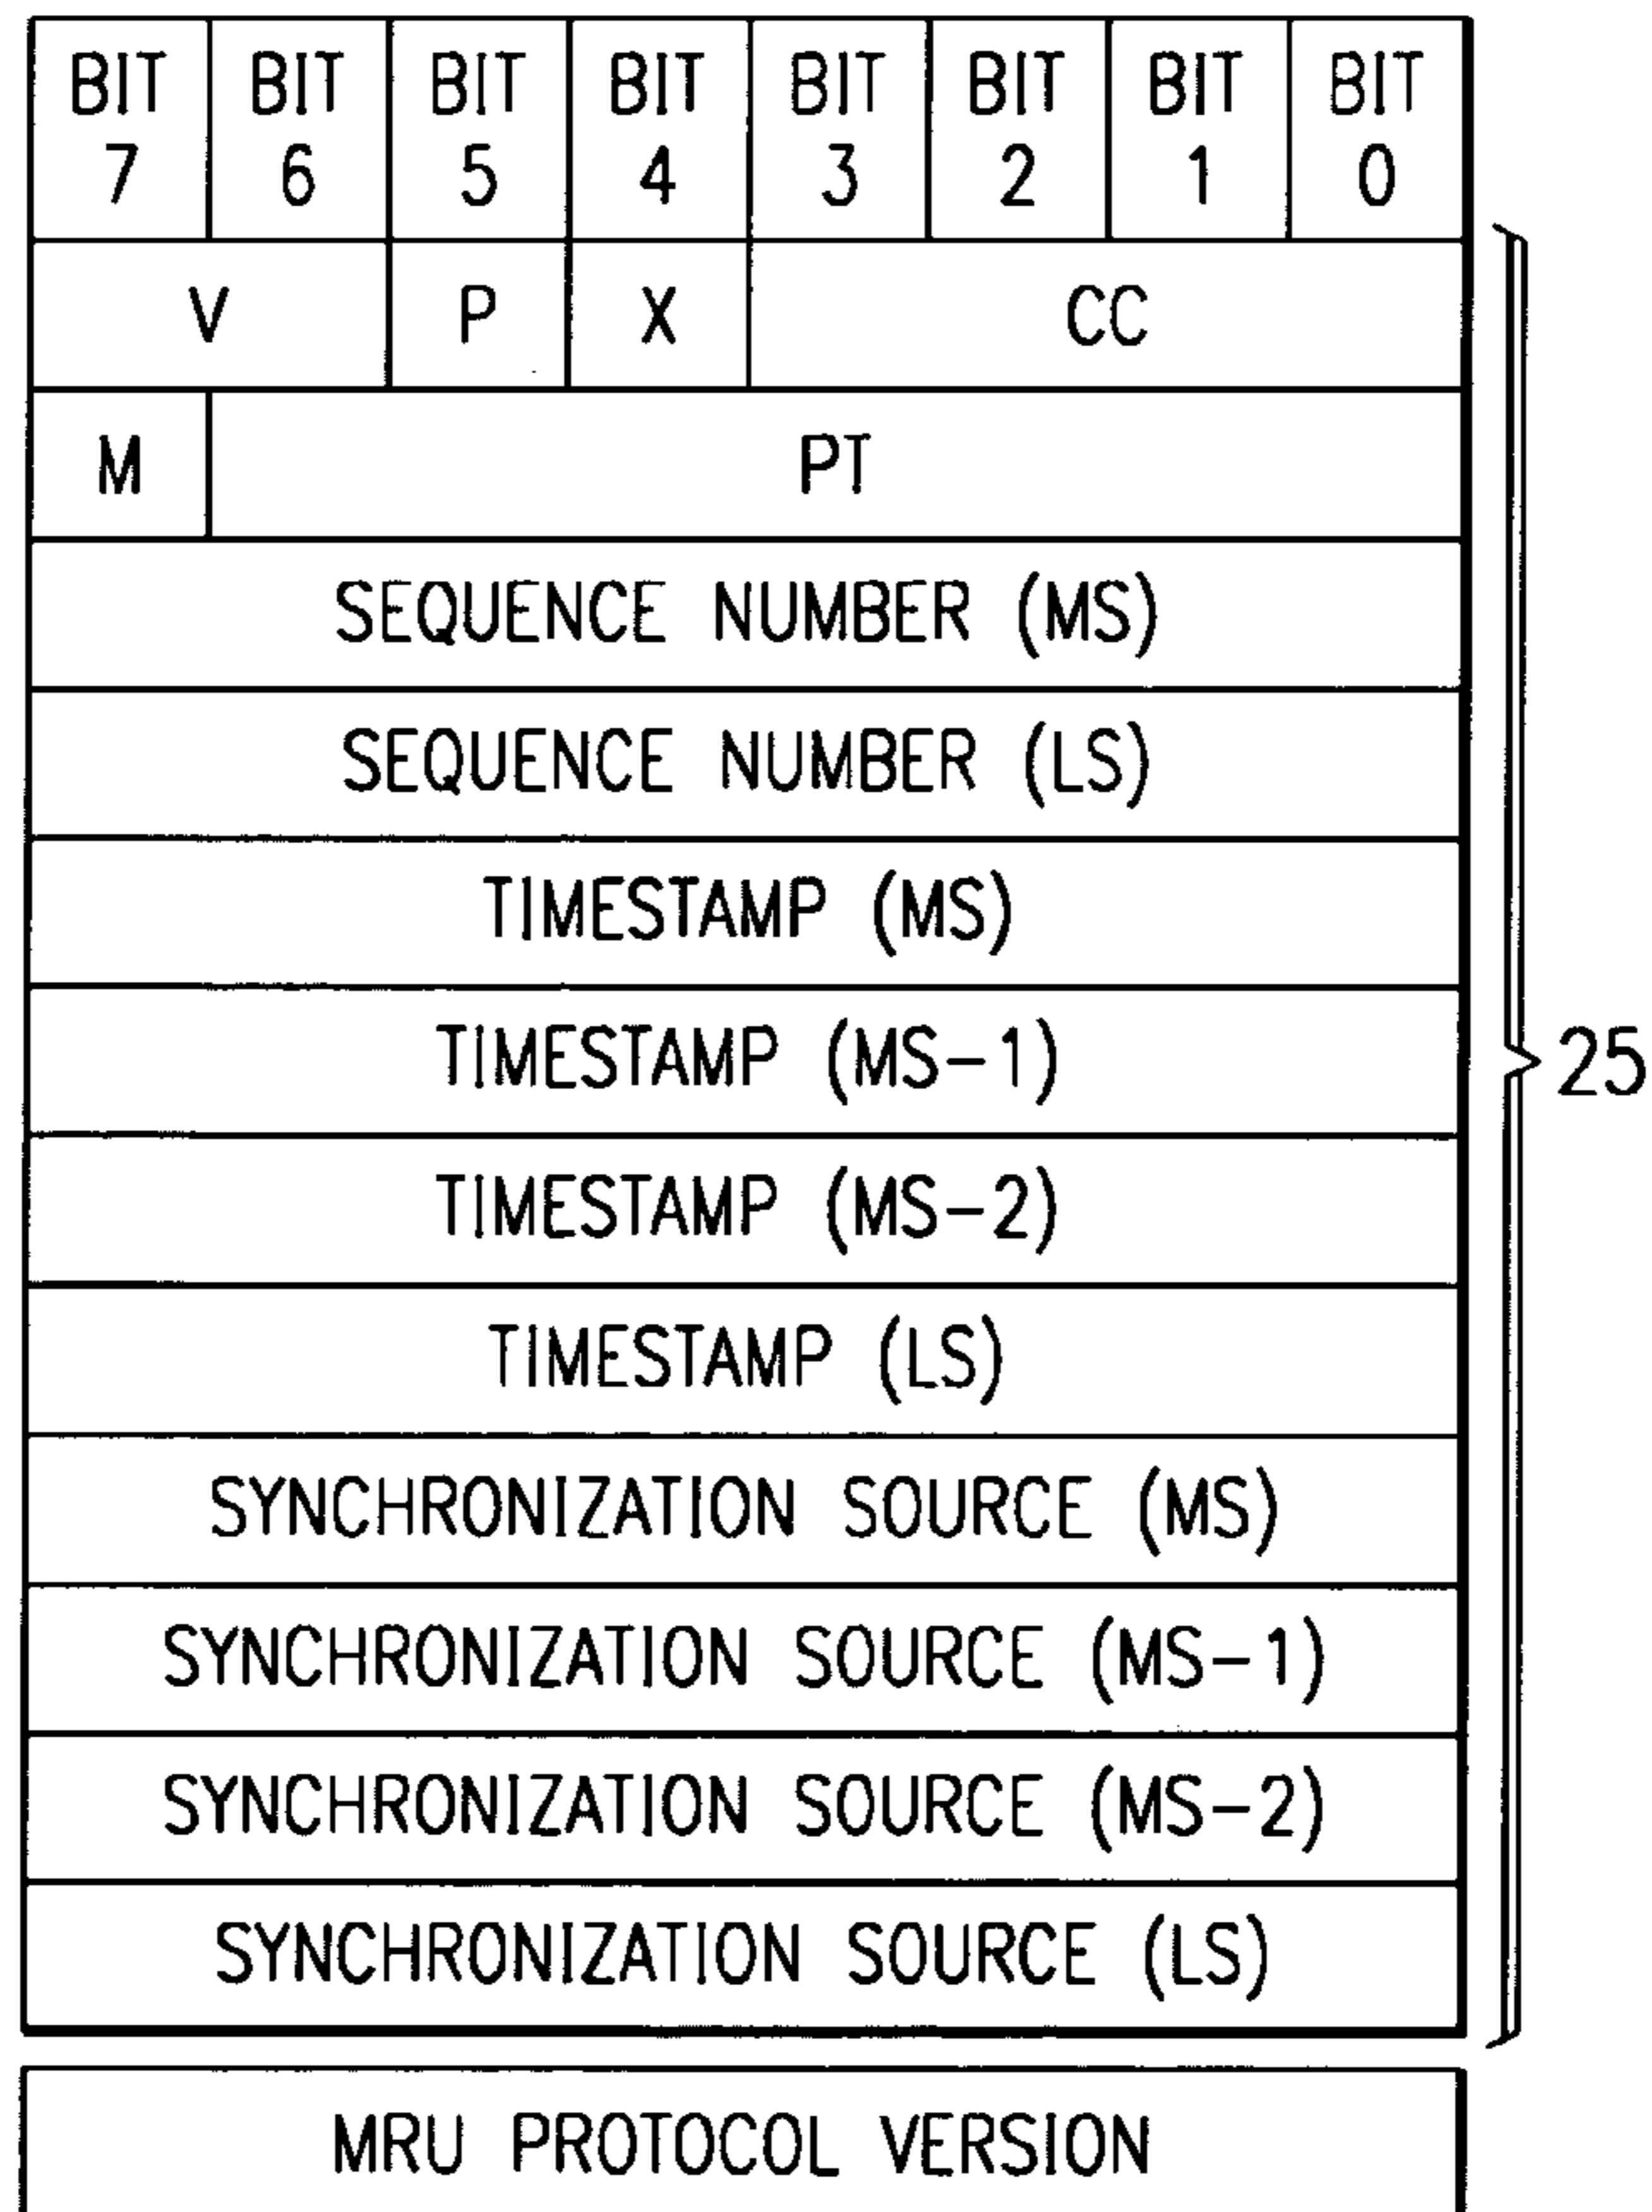 BIT BIT BIT BIT BIT BIT BIT BIT
7 6 5 4 3 2 1 0
V P X CC
M PT
SEQUENCE NUMBER (MS)
SEQUENCE NUMBER (LS)
TIMESTAMP (MS)
TIMESTAMP (MS-1)
25
TIMESTAMP (MS-2)
TIMESTAMP (LS)
SYNCHRONIZATION SOURCE (MS)
SYNCHRONIZATION SOURCE (MS-1)
SYNCHRONIZATION SOURCE (MS-2)
SYNCHRONIZATION SOURCE (LS)
MRU PROTOCOL VERSION